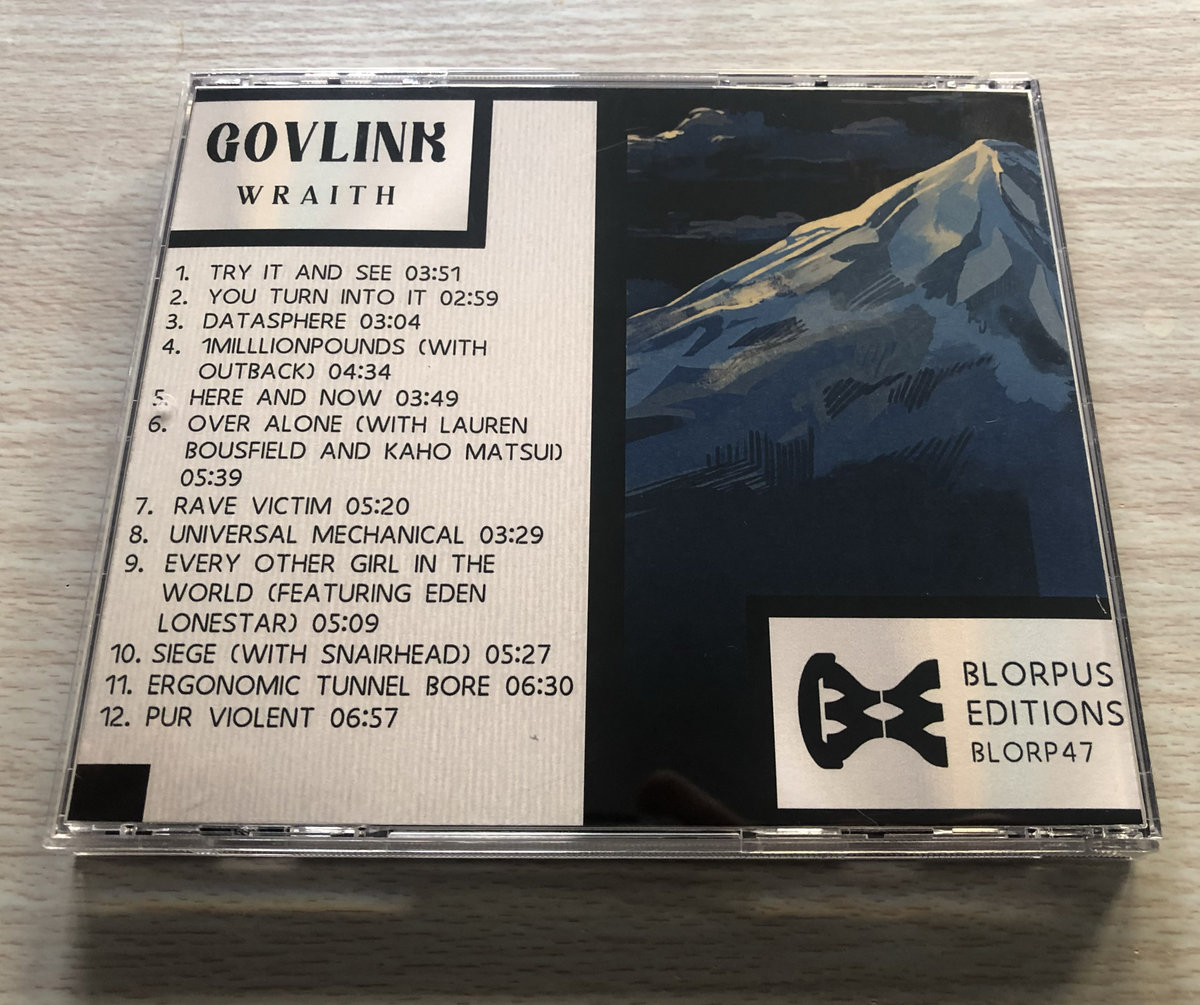 GOVLINK
WRAITH
1. TRY IT AND SEE 03:51
2. YOU TURN INTO IT 02:59
3. DATASPHERE 03:04
4. 1MILLLIONPOUNDS (WITH
OUTBACK) 04:34
5. HERE AND NOW 03:49
6. OVER ALONE (WITH LAUREN
BOUSFIELD AND KAHO MATSUI)
05:39
7. RAVE VICTIM 05:20
8. UNIVERSAL MECHANICAL 03:29
9. EVERY OTHER GIRL IN THE
WORLD (FEATURING EDEN
LONESTAR) 05:09
10. SIEGE (WITH SNAIRHEAD) 05:27
11. ERGONOMIC TUNNEL BORE 06:30
12. PUR VIOLENT 06:57
BLORPUS
EDITIONS
BLORP47